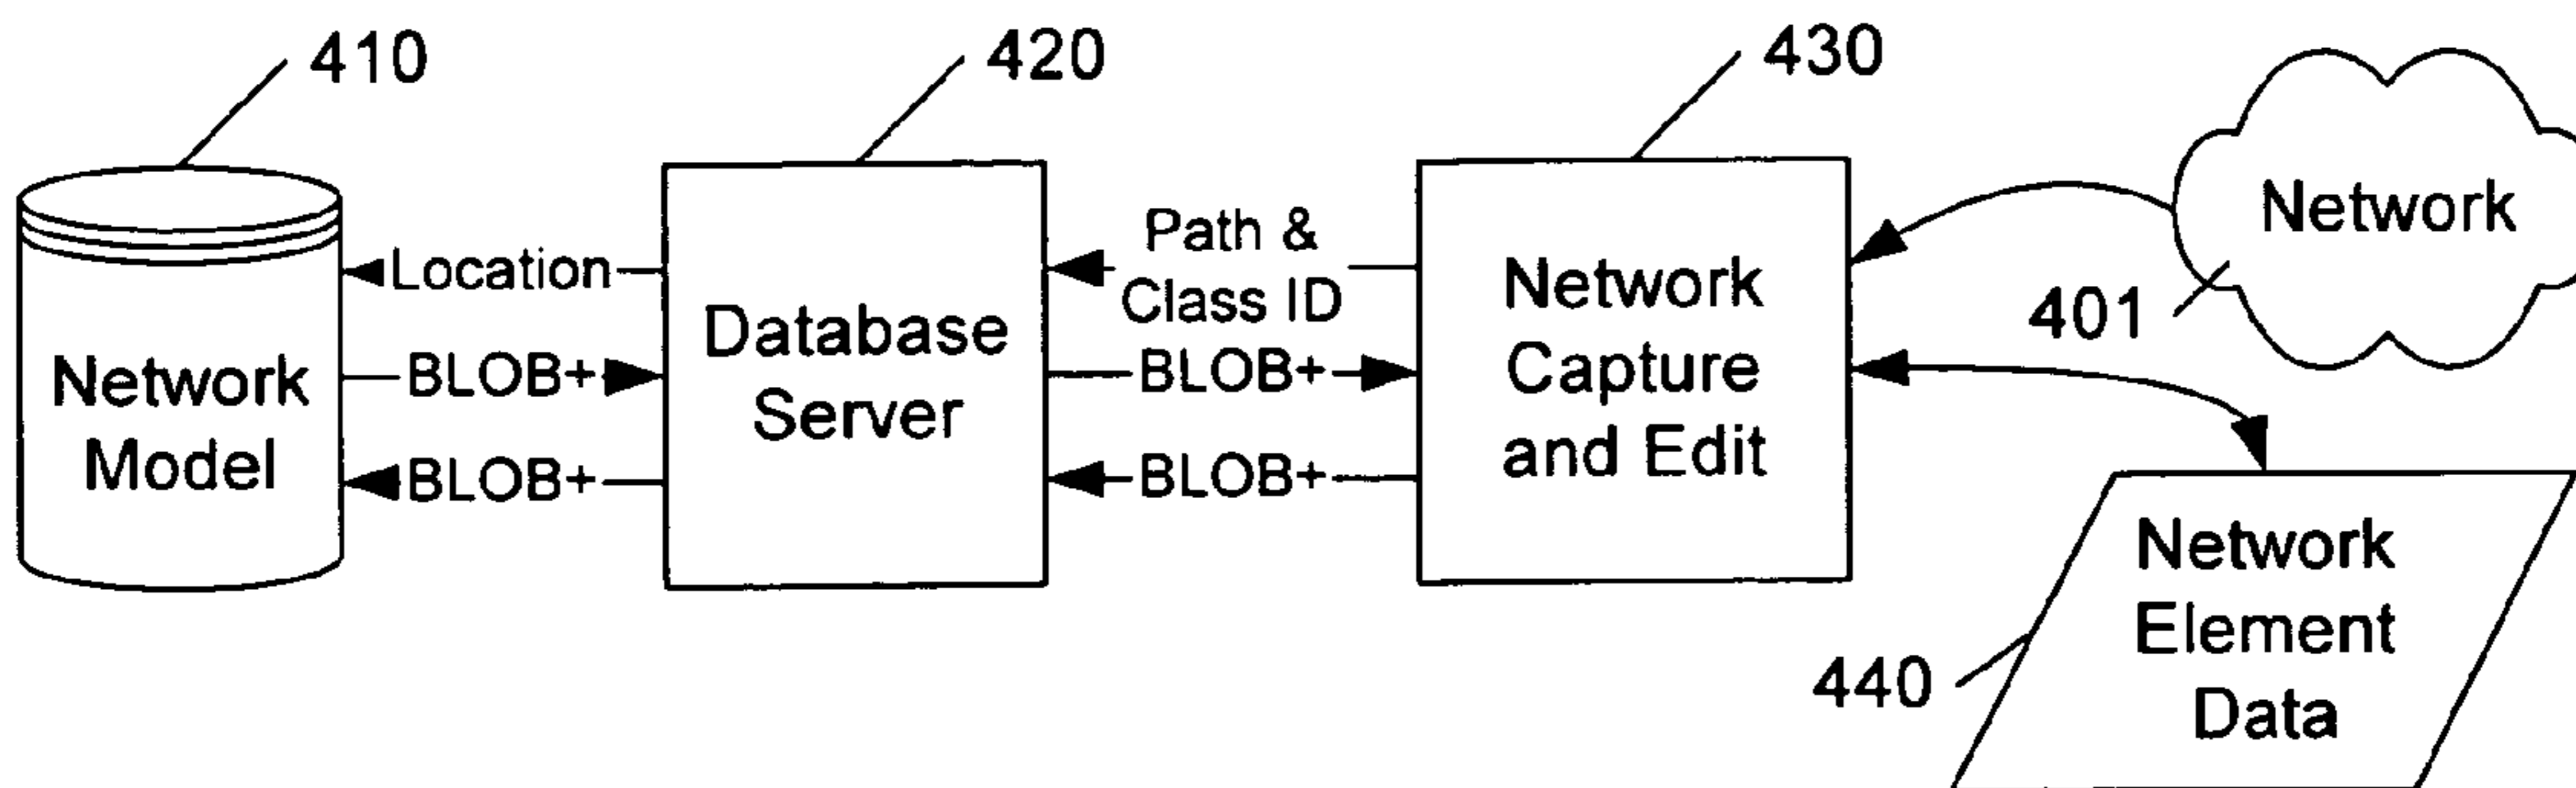 410
420
430
Network
Model
Location
BLOB+
BLOB+
Database
Server
Path &
Class ID
BLOB+
BLOB+
Network
Capture
and Edit
Network
401
440
Network
Element
Data